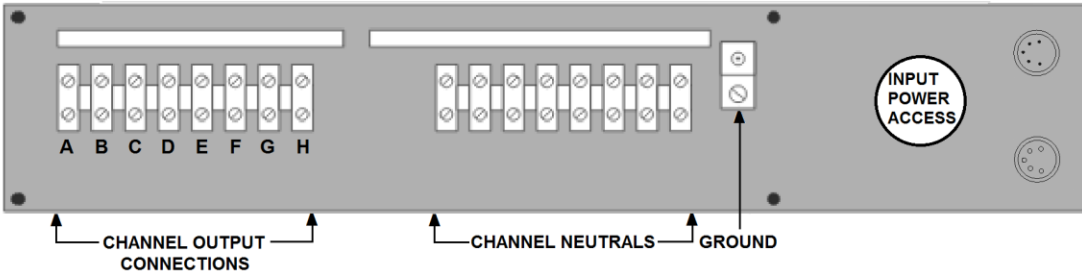 INPUT
POWER
ACCESS
A B C D E F G H
CHANNEL OUTPUT
CONNECTIONS
CHANNEL NEUTRALS
GROUND